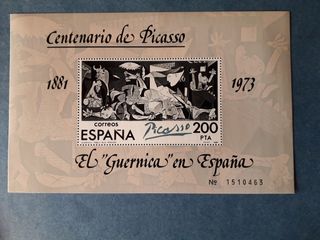 Centenario de Picasso
1881 1973
correos
ESPAÑA Picasso 200
PTA
El "Guernica" en España
Nº 1510463